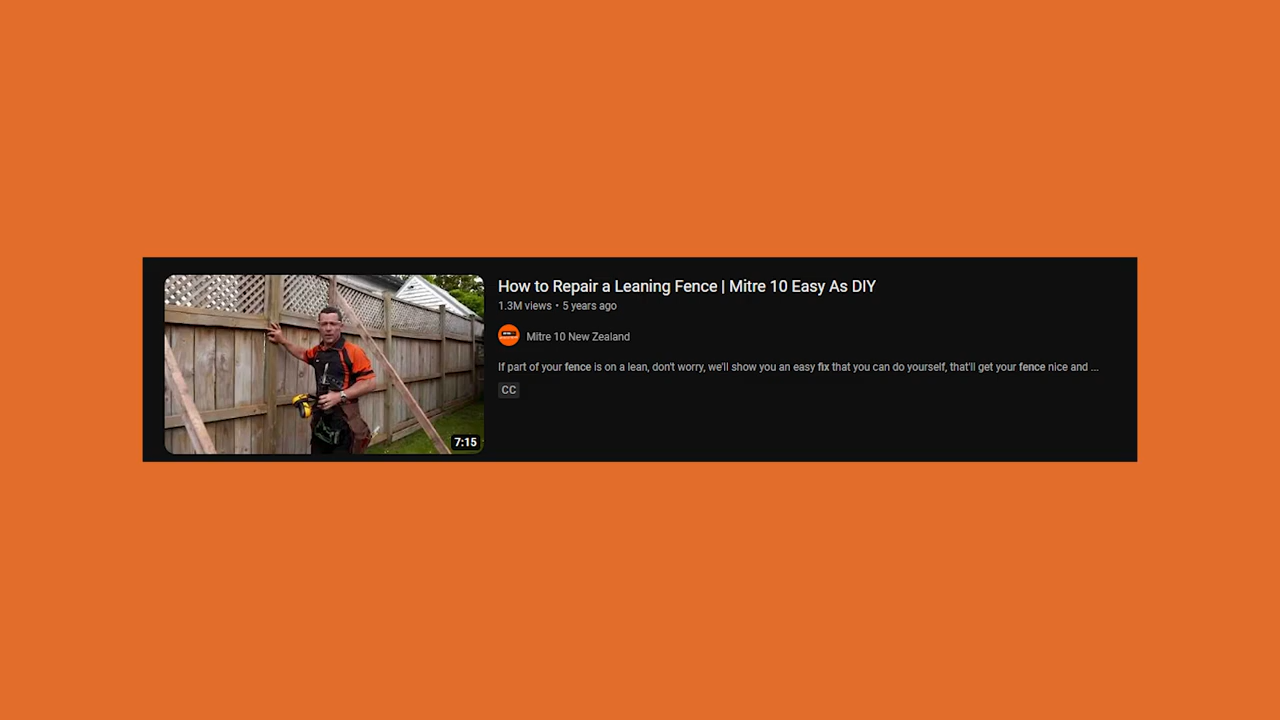 How to Repair a Leaning Fence | Mitre 10 Easy As DIY
1.3M views • 5 years ago
Mitre 10 New Zealand
If part of your fence is on a lean, don't worry, we'll show you an easy fix that you can do yourself, that'll get your fence nice and ...
CC
7:15